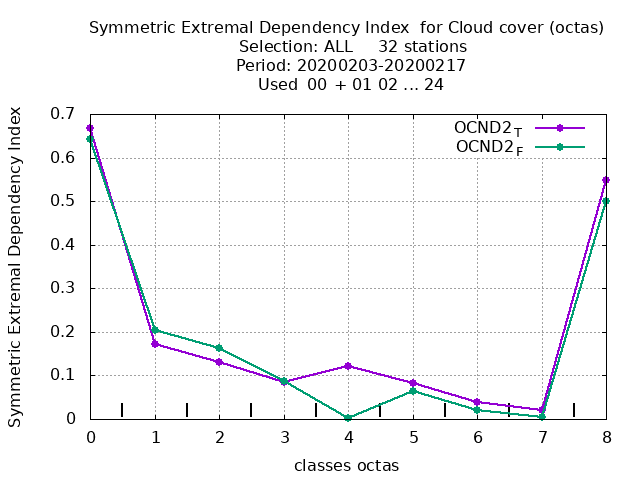 Symmetric Extremal Dependency Index  for Cloud cover (octas)
Selection: ALL     32 stations
Period: 20200203-20200217
Used  00  + 01 02 ... 24
Symmetric Extremal Dependency Index
OCND2T
OCND2F
0.7
0.6
0.5
0.4
0.3
0.2
0.1
0
0 1 2 3 4 5 6 7 8
classes octas